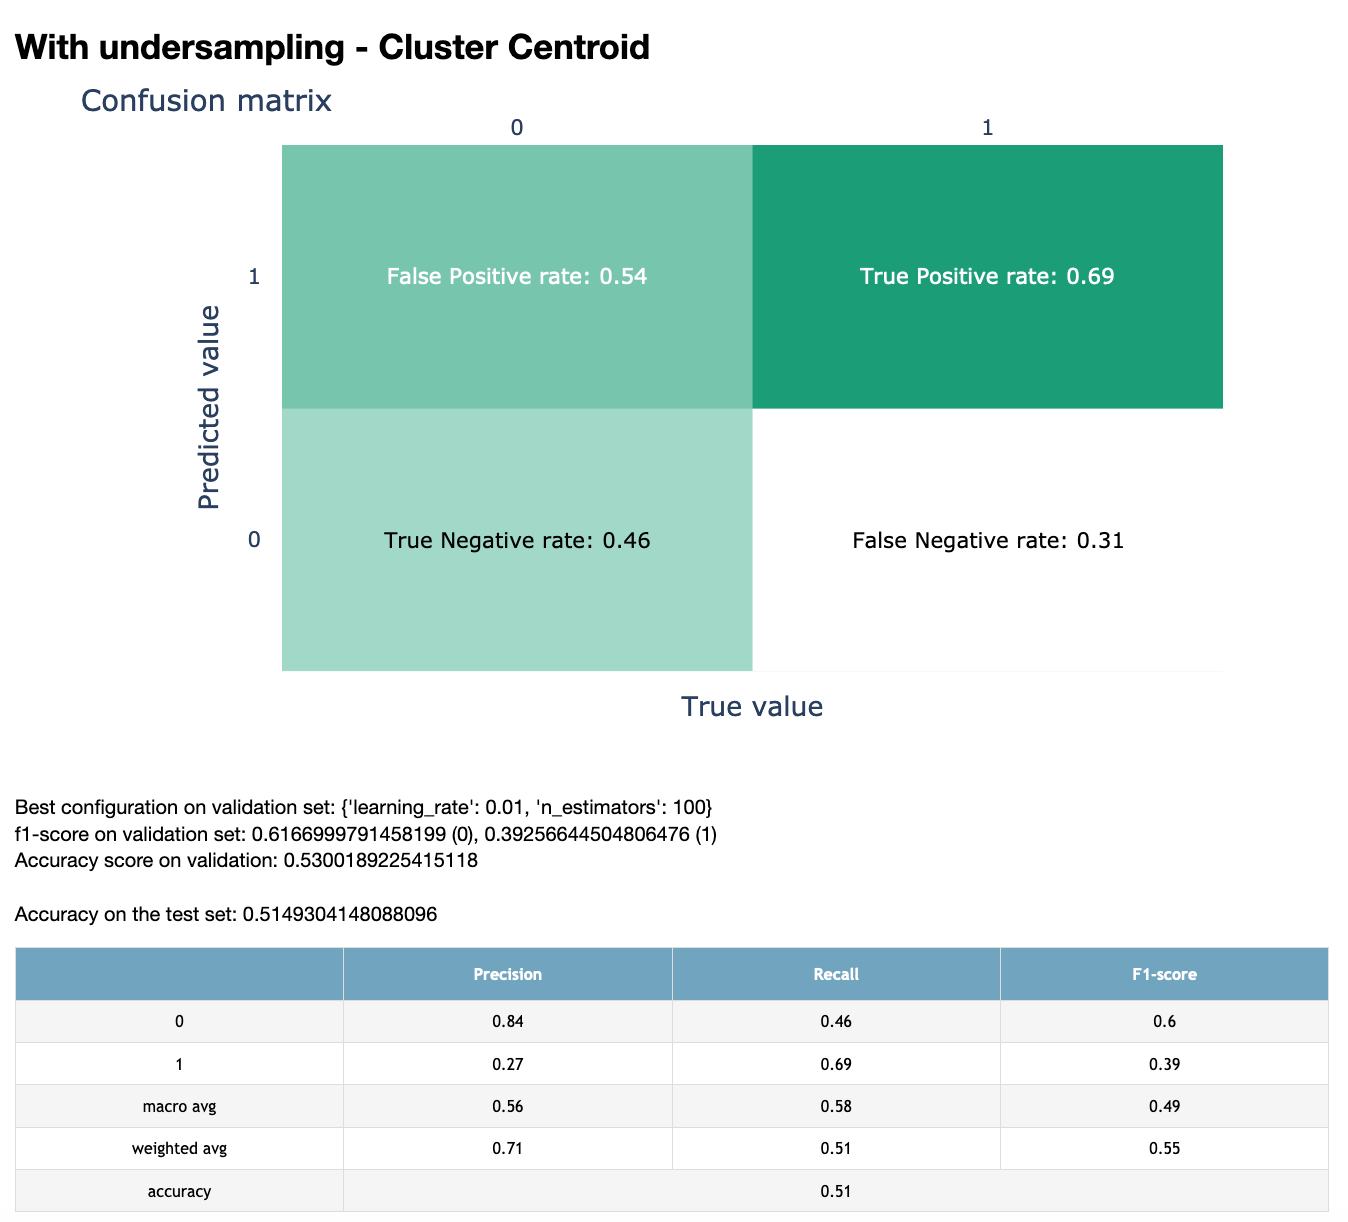 With undersampling - Cluster Centroid
Confusion matrix
0 1
1 False Positive rate: 0.54 True Positive rate: 0.69
Predicted value
0 True Negative rate: 0.46 False Negative rate: 0.31
True value
Best configuration on validation set: {'learning_rate': 0.01, 'n_estimators': 100}
f1-score on validation set: 0.6166999791458199 (0), 0.39256644504806476 (1)
Accuracy score on validation: 0.5300189225415118
Accuracy on the test set: 0.5149304148088096
Precision Recall F1-score
0 0.84 0.46 0.6
1 0.27 0.69 0.39
macro avg 0.56 0.58 0.49
weighted avg 0.71 0.51 0.55
accuracy 0.51